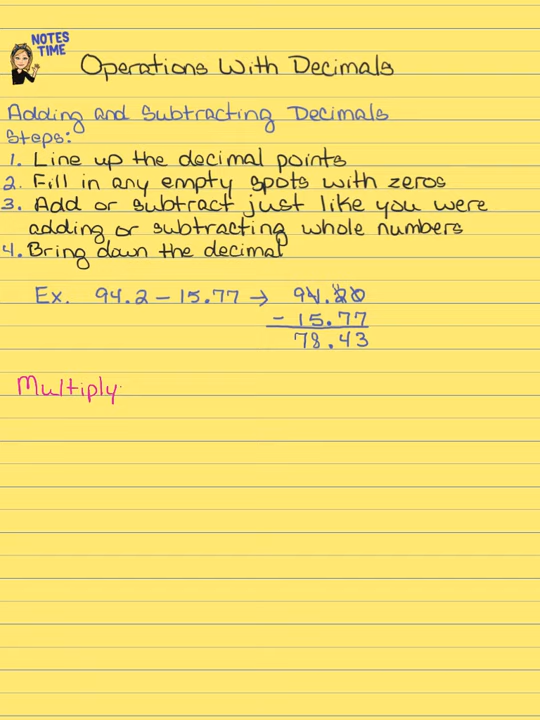 NOTES
TIME
Operations With Decimals
Adding and Subtracting Decimals
Steps:
1. Line up the decimal points
2. Fill in any empty spots with zeros
3. Add or subtract just like you were
adding or subtracting whole numbers
4. Bring down the decimal
Ex. 94.2 - 15.77 → 94.20
- 15.77
78.43
Multiply